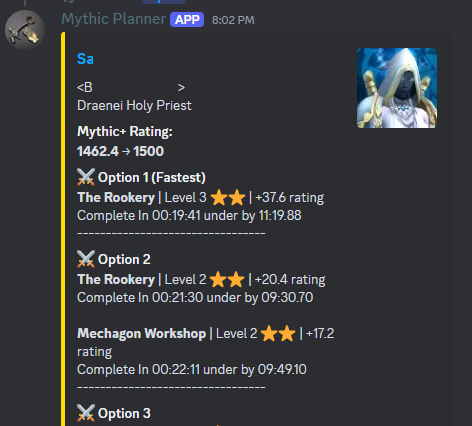 Mythic Planner APP 8:02 PM
Sa
<B >
Draenei Holy Priest
Mythic+ Rating:
1462.4 → 1500
⚔️ Option 1 (Fastest)
The Rookery | Level 3 ⭐⭐ | +37.6 rating
Complete In 00:19:41 under by 11:19.88
----------------------------------
⚔️ Option 2
The Rookery | Level 2 ⭐⭐ | +20.4 rating
Complete In 00:21:30 under by 09:30.70
Mechagon Workshop | Level 2 ⭐⭐ | +17.2
rating
Complete In 00:22:11 under by 09:49.10
----------------------------------
⚔️ Option 3